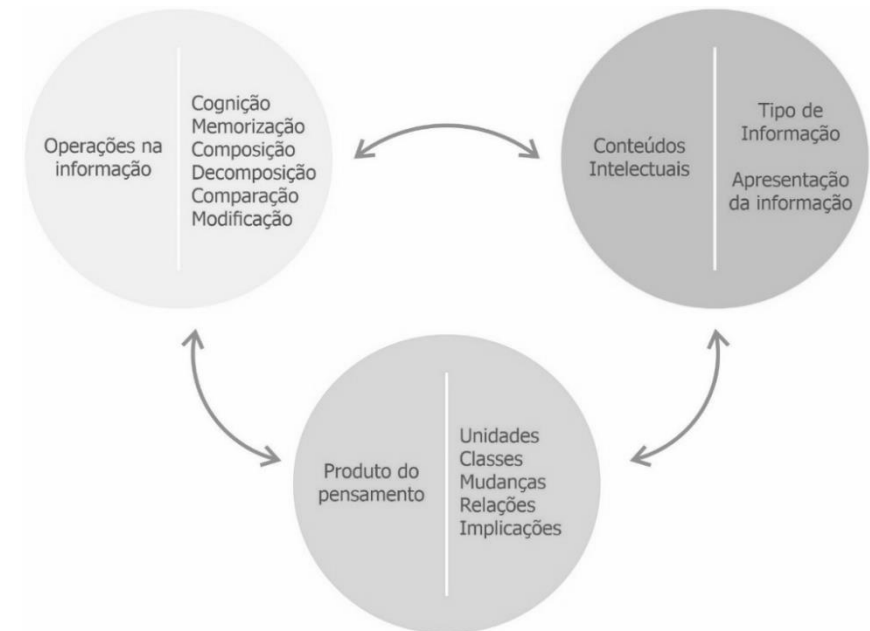 Operações na
informação
Cognição
Memorização
Composição
Decomposição
Comparação
Modificação
Conteúdos
Intelectuais
Tipo de
Informação
Apresentação
da informação
Produto do
pensamento
Unidades
Classes
Mudanças
Relações
Implicações